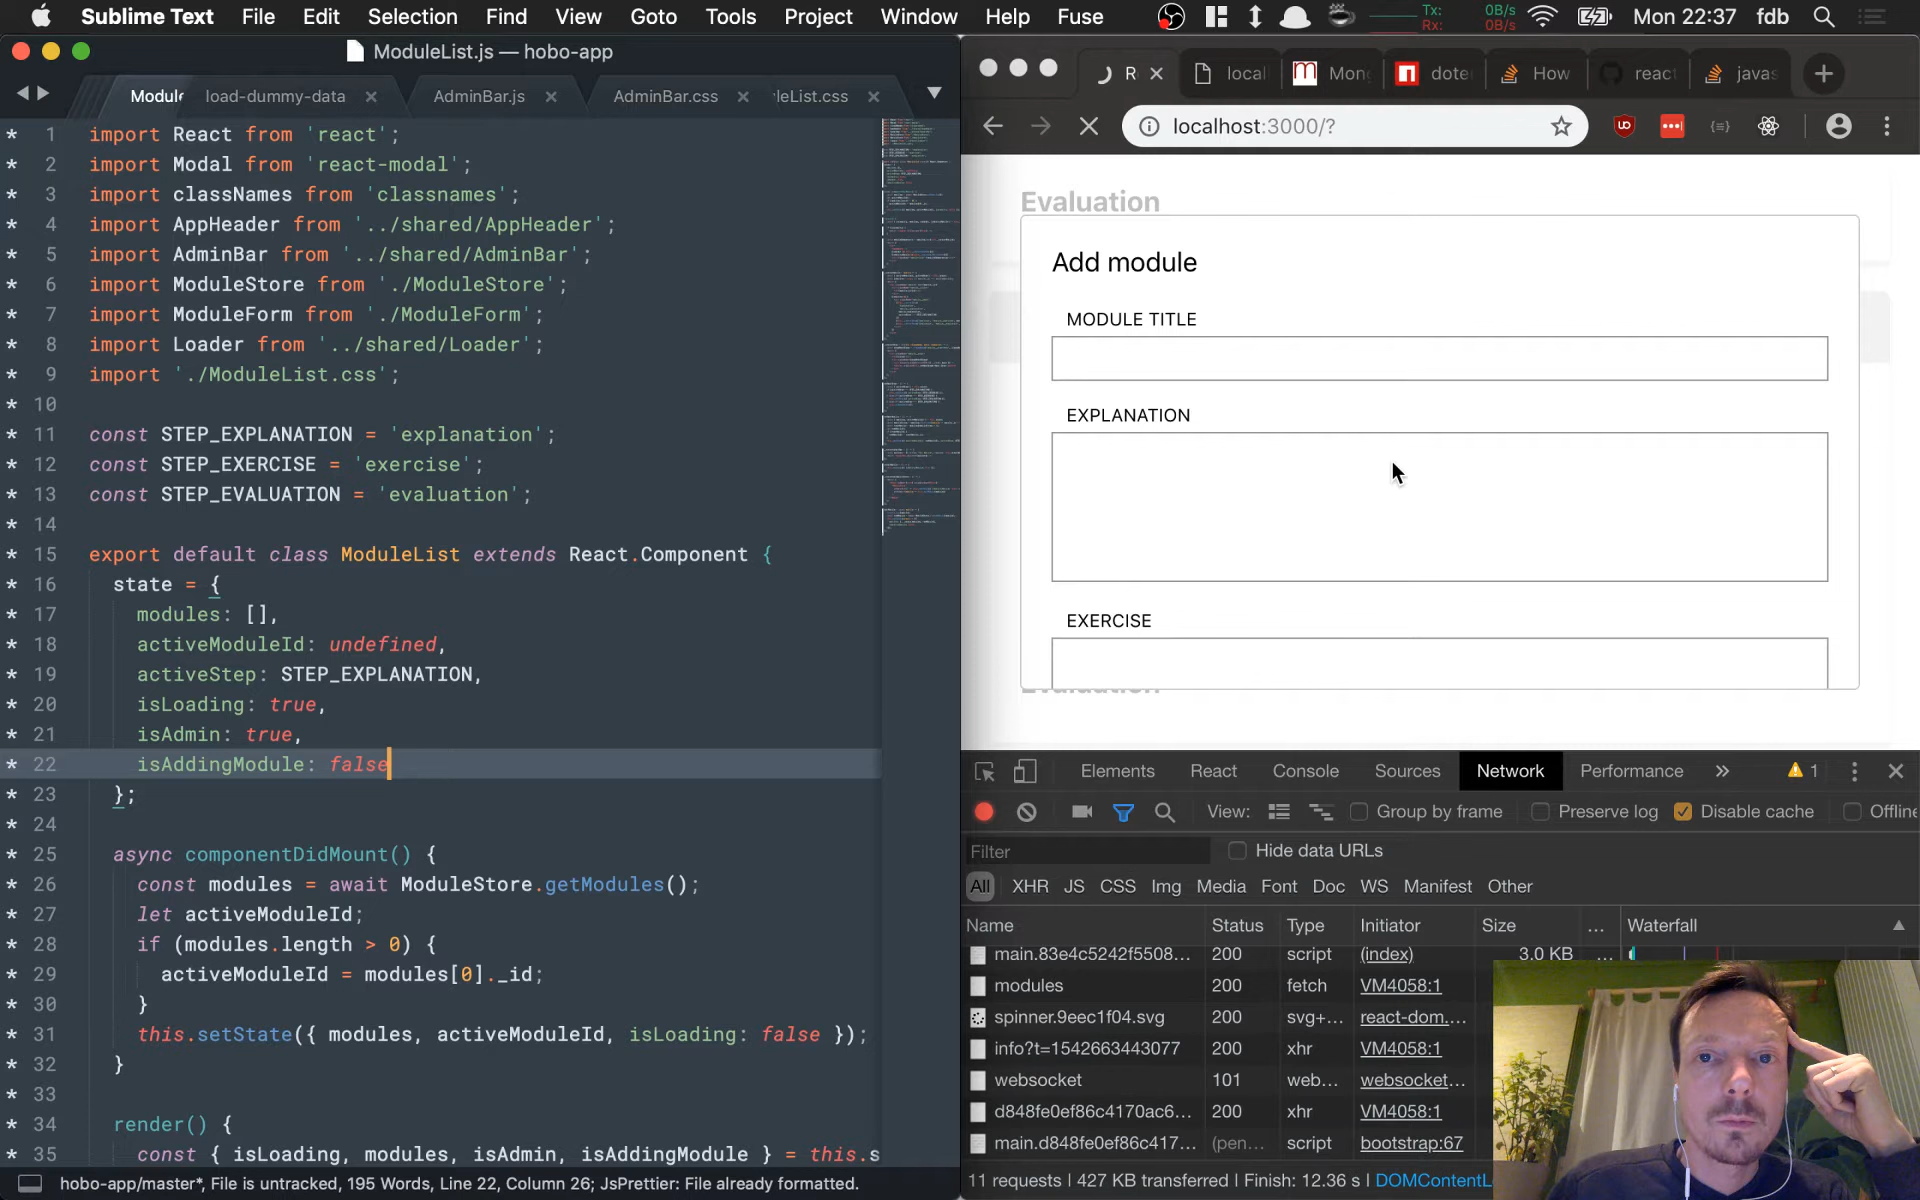 Sublime Text File Edit Selection Find View Goto Tools Project Window Help Fuse Tx: Rx: 0B/s 0B/s Mon 22:37 fdb
ModuleList.js — hobo-app
Module load-dummy-data AdminBar.js AdminBar.css leList.css
1 import React from 'react';
2 import Modal from 'react-modal';
3 import classNames from 'classnames';
4 import AppHeader from '../shared/AppHeader';
5 import AdminBar from '../shared/AdminBar';
6 import ModuleStore from './ModuleStore';
7 import ModuleForm from './ModuleForm';
8 import Loader from '../shared/Loader';
9 import './ModuleList.css';
10
11 const STEP_EXPLANATION = 'explanation';
12 const STEP_EXERCISE = 'exercise';
13 const STEP_EVALUATION = 'evaluation';
14
15 export default class ModuleList extends React.Component {
16 state = {
17 modules: [],
18 activeModuleId: undefined,
19 activeStep: STEP_EXPLANATION,
20 isLoading: true,
21 isAdmin: true,
22 isAddingModule: false
23 };
24
25 async componentDidMount() {
26 const modules = await ModuleStore.getModules();
27 let activeModuleId;
28 if (modules.length > 0) {
29 activeModuleId = modules[0]._id;
30 }
31 this.setState({ modules, activeModuleId, isLoading: false });
32 }
33
34 render() {
35 const { isLoading, modules, isAdmin, isAddingModule } = this.s
hobo-app/master*, File is untracked, 195 Words, Line 22, Column 26; JsPrettier: File already formatted.
R locali Mong dote How react javas
localhost:3000/?
Evaluation
Add module
MODULE TITLE
EXPLANATION
EXERCISE
Evaluation
Elements React Console Sources Network Performance » 1
View: Group by frame Preserve log Disable cache Offline
Filter Hide data URLs
All XHR JS CSS Img Media Font Doc WS Manifest Other
Name Status Type Initiator Size ... Waterfall
main.83e4c5242f5508... 200 script (index) 3.0 KB ...
modules 200 fetch VM4058:1
spinner.9eec1f04.svg 200 svg+... react-dom....
info?t=1542663443077 200 xhr VM4058:1
websocket 101 web... websocket...
d848fe0ef86c4170ac6... 200 xhr VM4058:1
main.d848fe0ef86c417... (pen... script bootstrap:67
11 requests | 427 KB transferred | Finish: 12.36 s | DOMContentL